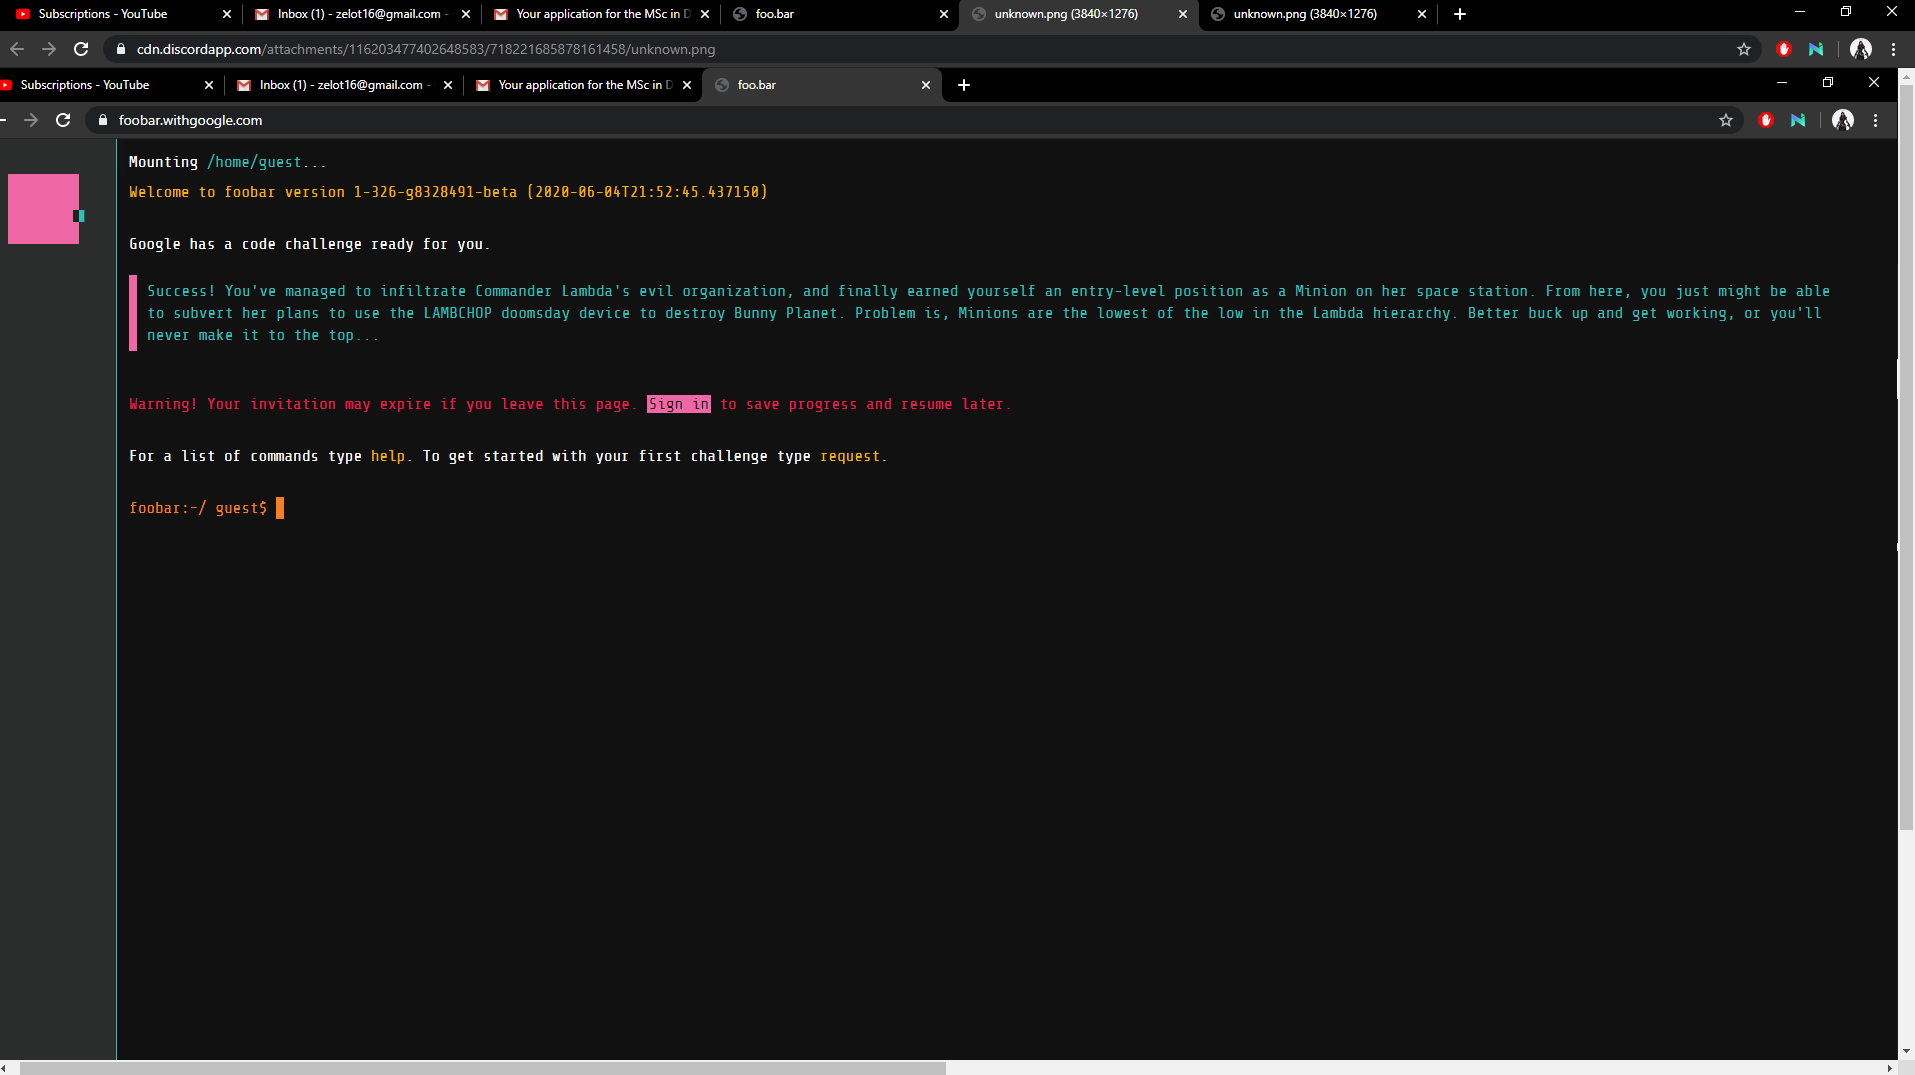 Subscriptions - YouTube
Inbox (1) - zelot16@gmail.com -
Your application for the MSc in D
foo.bar
unknown.png (3840×1276)
unknown.png (3840×1276)
cdn.discordapp.com/attachments/116203477402648583/718221685878161458/unknown.png
Subscriptions - YouTube
Inbox (1) - zelot16@gmail.com -
Your application for the MSc in D
foo.bar
foobar.withgoogle.com
Mounting /home/guest...
Welcome to foobar version 1-326-g8328491-beta (2020-06-04T21:52:45.437150)
Google has a code challenge ready for you.
Success! You've managed to infiltrate Commander Lambda's evil organization, and finally earned yourself an entry-level position as a Minion on her space station. From here, you just might be able
to subvert her plans to use the LAMBCHOP doomsday device to destroy Bunny Planet. Problem is, Minions are the lowest of the low in the Lambda hierarchy. Better buck up and get working, or you'll
never make it to the top...
Warning! Your invitation may expire if you leave this page. Sign in to save progress and resume later.
For a list of commands type help. To get started with your first challenge type request.
foobar:~/ guest$